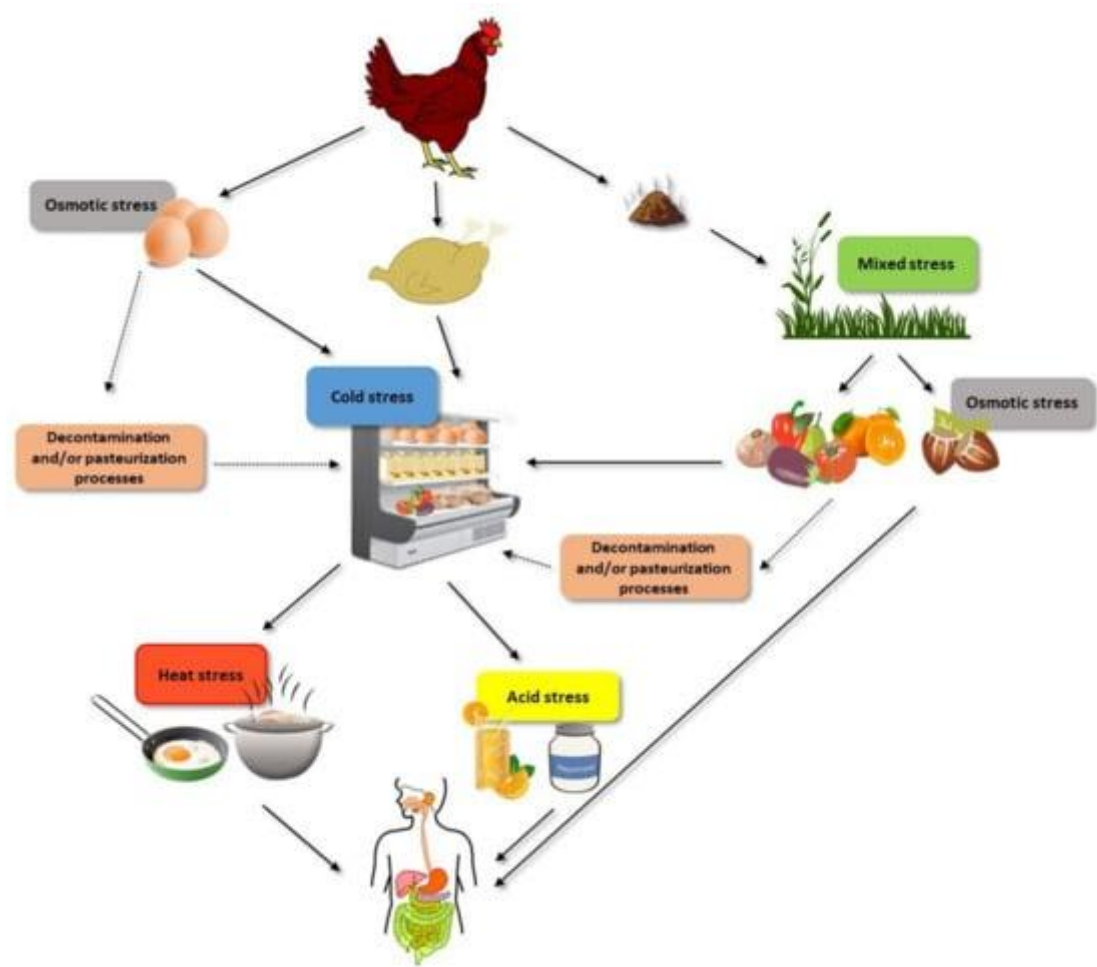 Osmotic stress
Mixed stress
Cold stress
Osmotic stress
Decontamination
and/or pasteurization
processes
Decontamination
and/or pasteurization
processes
Heat stress
Acid stress